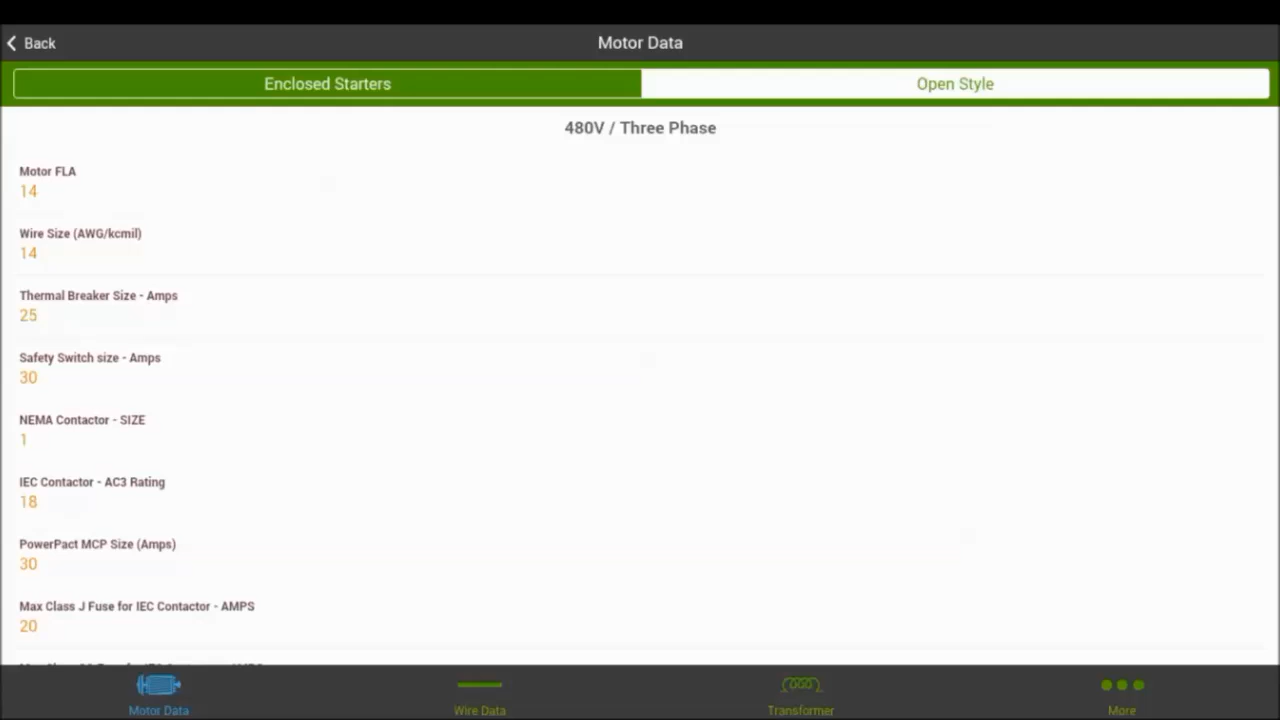 Back
Motor Data
Enclosed Starters
Open Style
480V / Three Phase
Motor FLA
14
Wire Size (AWG/kcmil)
14
Thermal Breaker Size - Amps
25
Safety Switch size - Amps
30
NEMA Contactor - SIZE
1
IEC Contactor - AC3 Rating
18
PowerPact MCP Size (Amps)
30
Max Class J Fuse for IEC Contactor - AMPS
20
Motor Data
Wire Data
Transformer
More